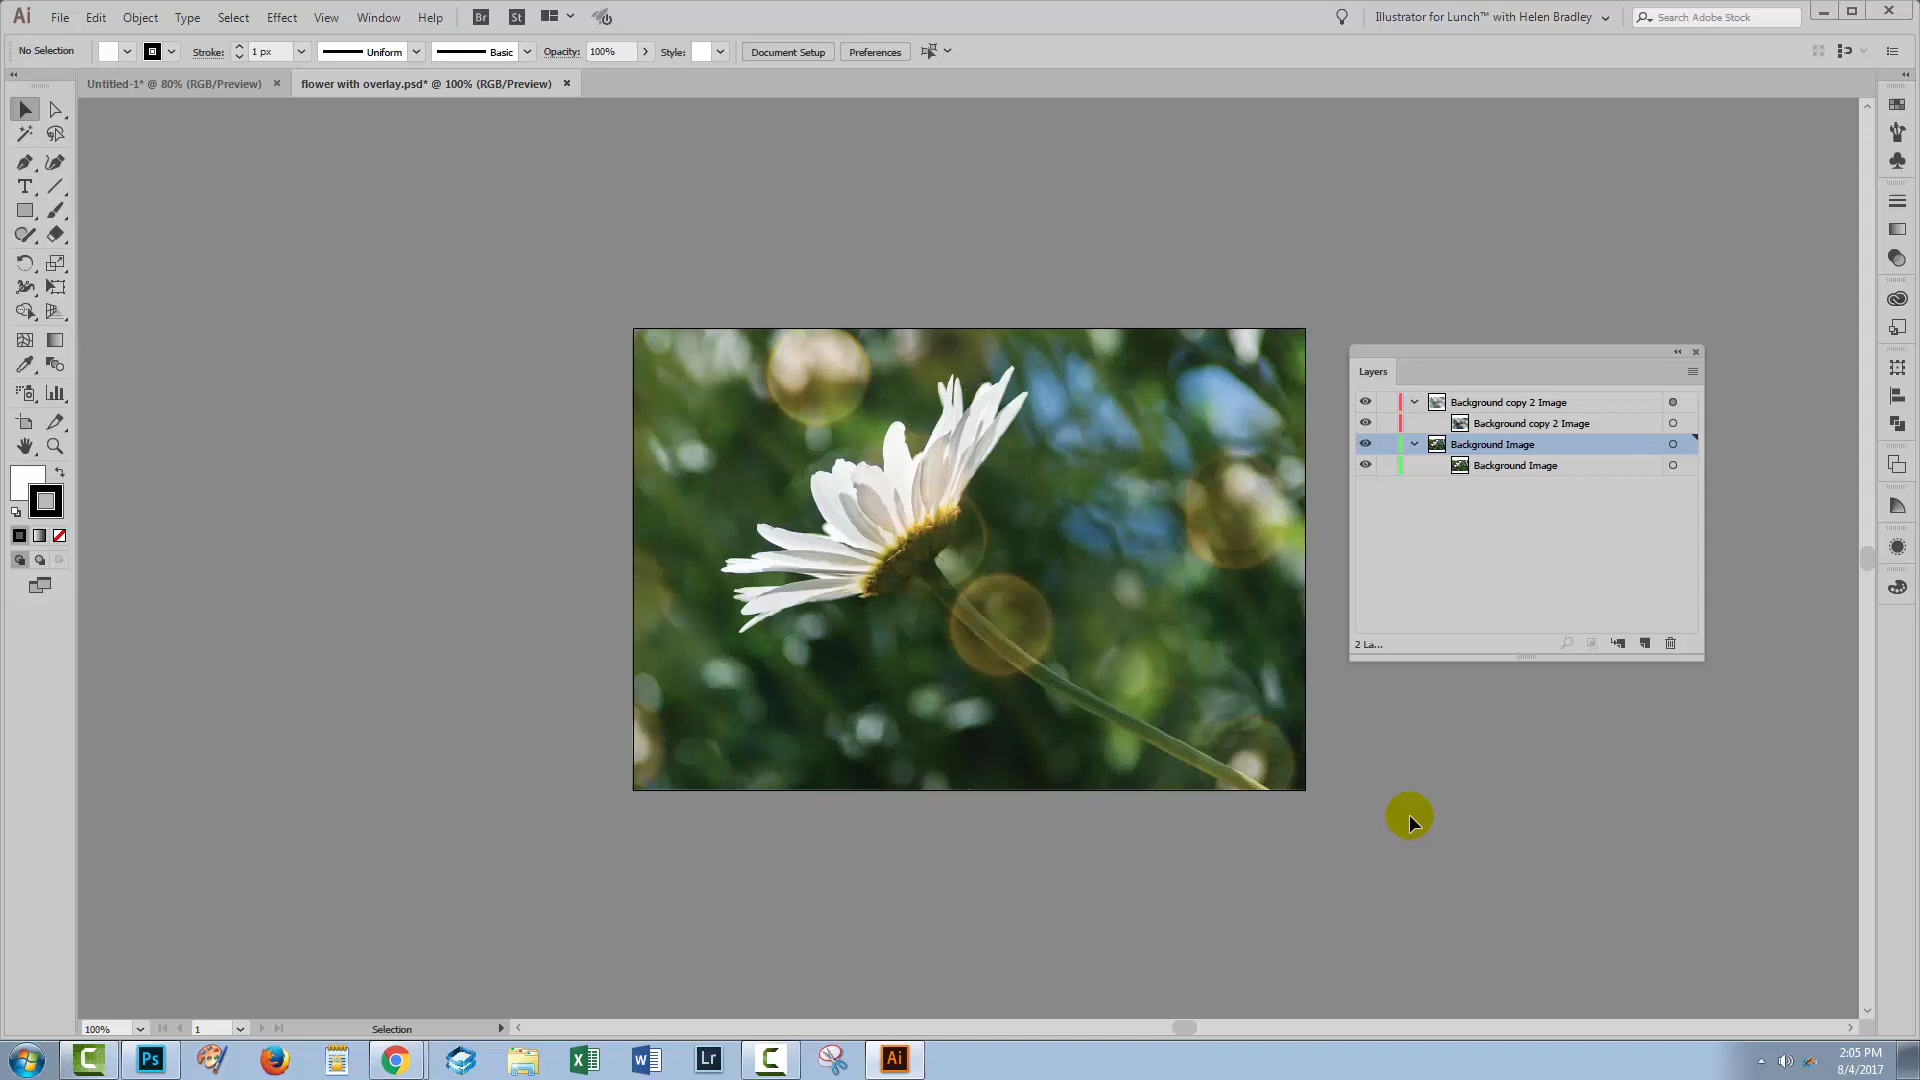 Ai File Edit Object Type Select Effect View Window Help Br St Illustrator for Lunch™ with Helen Bradley Search Adobe Stock
No Selection Stroke: 1 px Uniform Basic Opacity: 100% Style: Document Setup Preferences
Untitled-1* @ 80% (RGB/Preview) flower with overlay.psd* @ 100% (RGB/Preview)
Layers
Background copy 2 Image
Background copy 2 Image
Background Image
Background Image
2 La...
100% 1 Selection
Ps Lr Ai
2:05 PM
8/4/2017